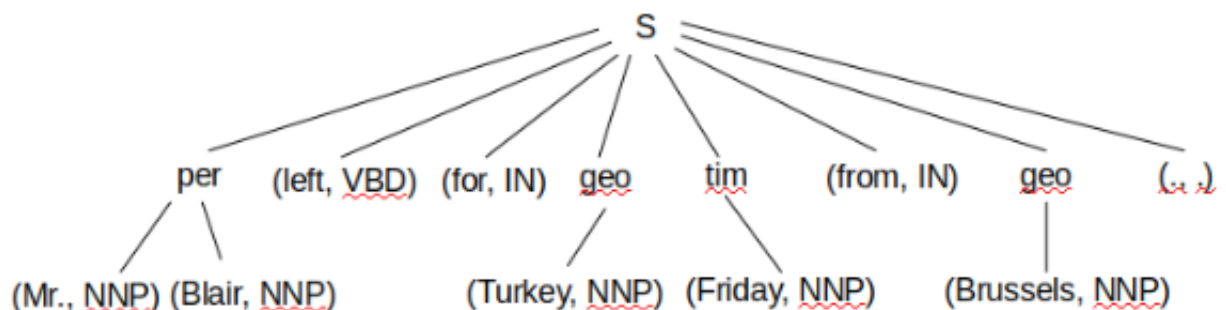 S
per (left, VBD) (for, IN) geo tim (from, IN) geo (., .)
(Mr., NNP) (Blair, NNP) (Turkey, NNP) (Friday, NNP) (Brussels, NNP)